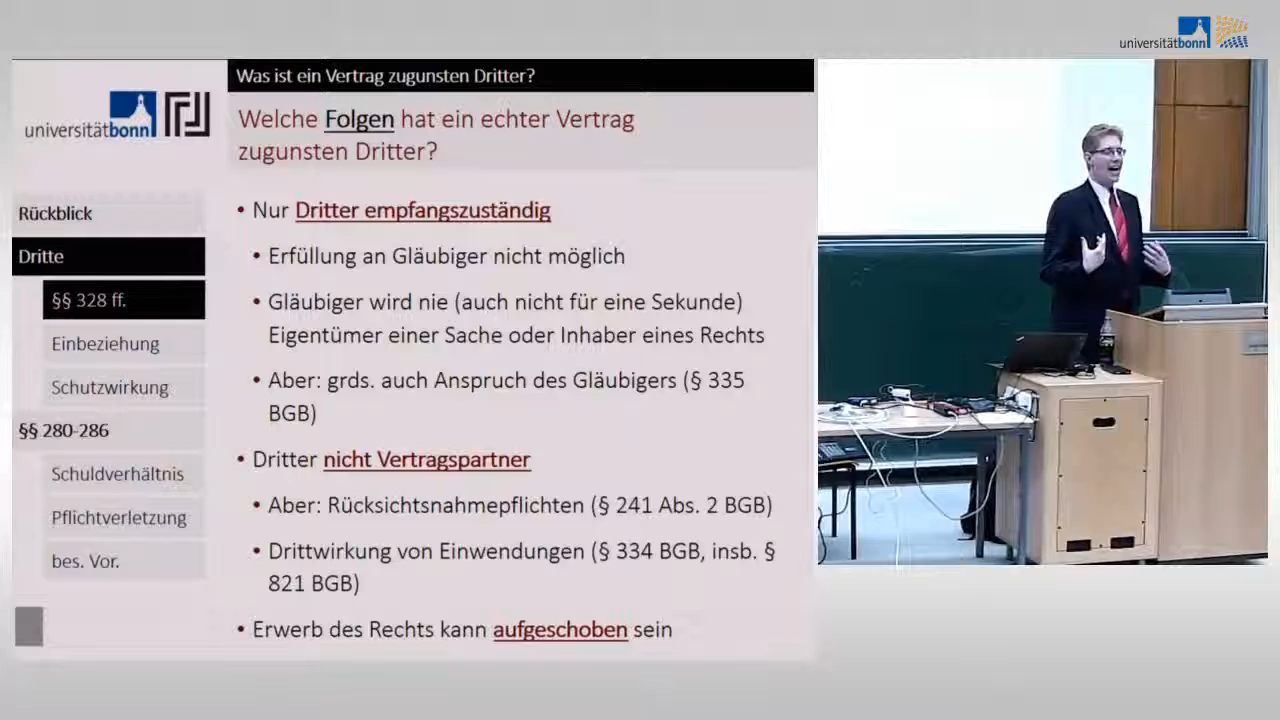 universitätbonn
Was ist ein Vertrag zugunsten Dritter?
universitätbonn
Welche Folgen hat ein echter Vertrag
zugunsten Dritter?
Rückblick
Dritte
§§ 328 ff.
Einbeziehung
Schutzwirkung
§§ 280-286
Schuldverhältnis
Pflichtverletzung
bes. Vor.
• Nur Dritter empfangszuständig
• Erfüllung an Gläubiger nicht möglich
• Gläubiger wird nie (auch nicht für eine Sekunde)
Eigentümer einer Sache oder Inhaber eines Rechts
• Aber: grds. auch Anspruch des Gläubigers (§ 335
BGB)
• Dritter nicht Vertragspartner
• Aber: Rücksichtsnahmepflichten (§ 241 Abs. 2 BGB)
• Drittwirkung von Einwendungen (§ 334 BGB, insb. §
821 BGB)
• Erwerb des Rechts kann aufgeschoben sein